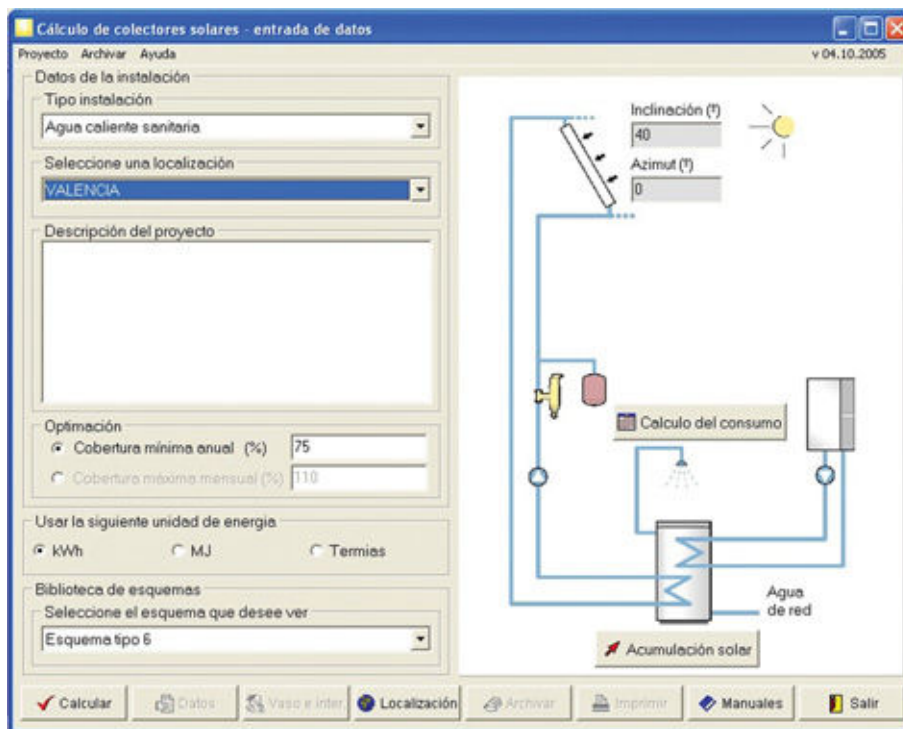 Cálculo de colectores solares - entrada de datos
Proyecto Archivar Ayuda
v 04.10.2005
Datos de la instalación
Tipo instalación
Agua caliente sanitaria
Seleccione una localización
VALENCIA
Descripción del proyecto
Optimación
Cobertura mínima anual (%) 75
Cobertura máxima mensual (%) 110
Usar la siguiente unidad de energia
kWh MJ Termias
Biblioteca de esquemas
Seleccione el esquema que desee ver
Esquema tipo 6
Inclinación (º)
40
Azimut (º)
0
Calculo del consumo
Agua
de red
Acumulación solar
Calcular Datos Vaso e inter. Localización Archivar Imprimir Manuales Salir